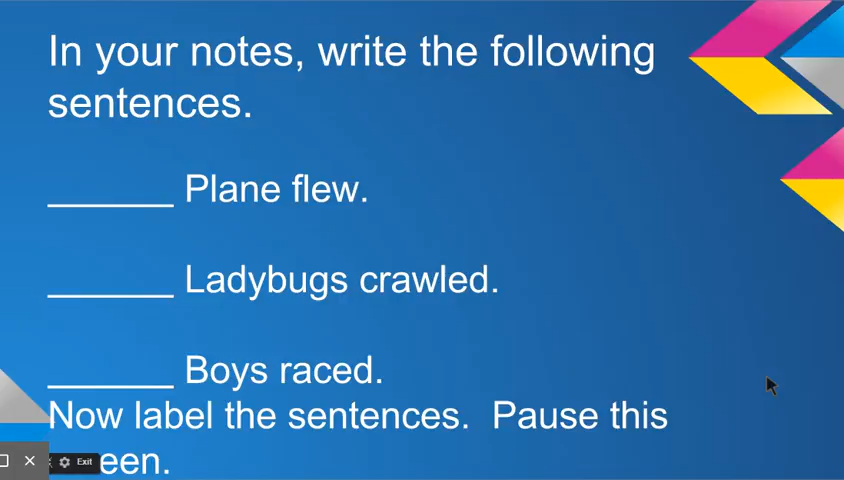 In your notes, write the following
sentences.
______ Plane flew.
______ Ladybugs crawled.
______ Boys raced.
Now label the sentences.  Pause this
een.
Exit